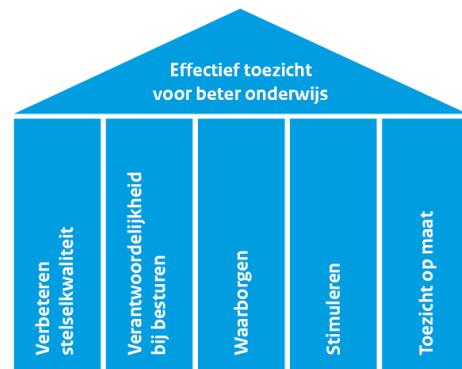 Effectief toezicht
voor beter onderwijs
Verbeteren
stelselkwaliteit
Verantwoordelijkheid
bij besturen
Waarborgen
Stimuleren
Toezicht op maat